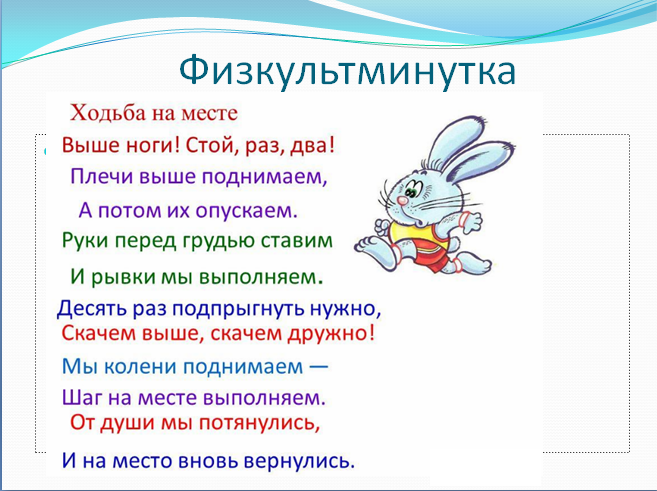 Физкультминутка
Ходьба на месте
Выше ноги! Стой, раз, два!
Плечи выше поднимаем,
А потом их опускаем.
Руки перед грудью ставим
И рывки мы выполняем.
Десять раз подпрыгнуть нужно,
Скачем выше, скачем дружно!
Мы колени поднимаем —
Шаг на месте выполняем.
От души мы потянулись,
И на место вновь вернулись.